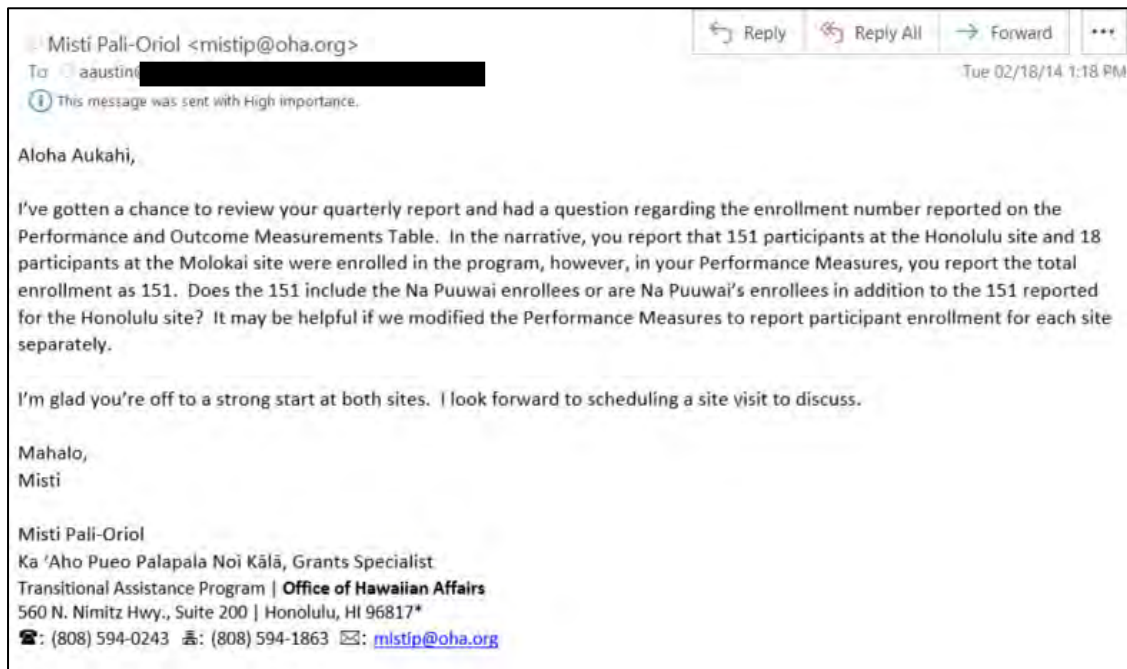 Misti Pali-Oriol <mistip@oha.org>
Reply Reply All Forward
To aaustin@
Tue 02/18/14 1:18 PM
This message was sent with High importance.
Aloha Aukahi,
I've gotten a chance to review your quarterly report and had a question regarding the enrollment number reported on the
Performance and Outcome Measurements Table. In the narrative, you report that 151 participants at the Honolulu site and 18
participants at the Molokai site were enrolled in the program, however, in your Performance Measures, you report the total
enrollment as 151. Does the 151 include the Na Puuwai enrollees or are Na Puuwai's enrollees in addition to the 151 reported
for the Honolulu site? It may be helpful if we modified the Performance Measures to report participant enrollment for each site
separately.
I'm glad you're off to a strong start at both sites. I look forward to scheduling a site visit to discuss.
Mahalo,
Misti
Misti Pali-Oriol
Ka ‘Aho Pueo Palapala Noi Kālā, Grants Specialist
Transitional Assistance Program | Office of Hawaiian Affairs
560 N. Nimitz Hwy., Suite 200 | Honolulu, HI 96817*
☎: (808) 594-0243 🖷: (808) 594-1863 ✉: mistip@oha.org